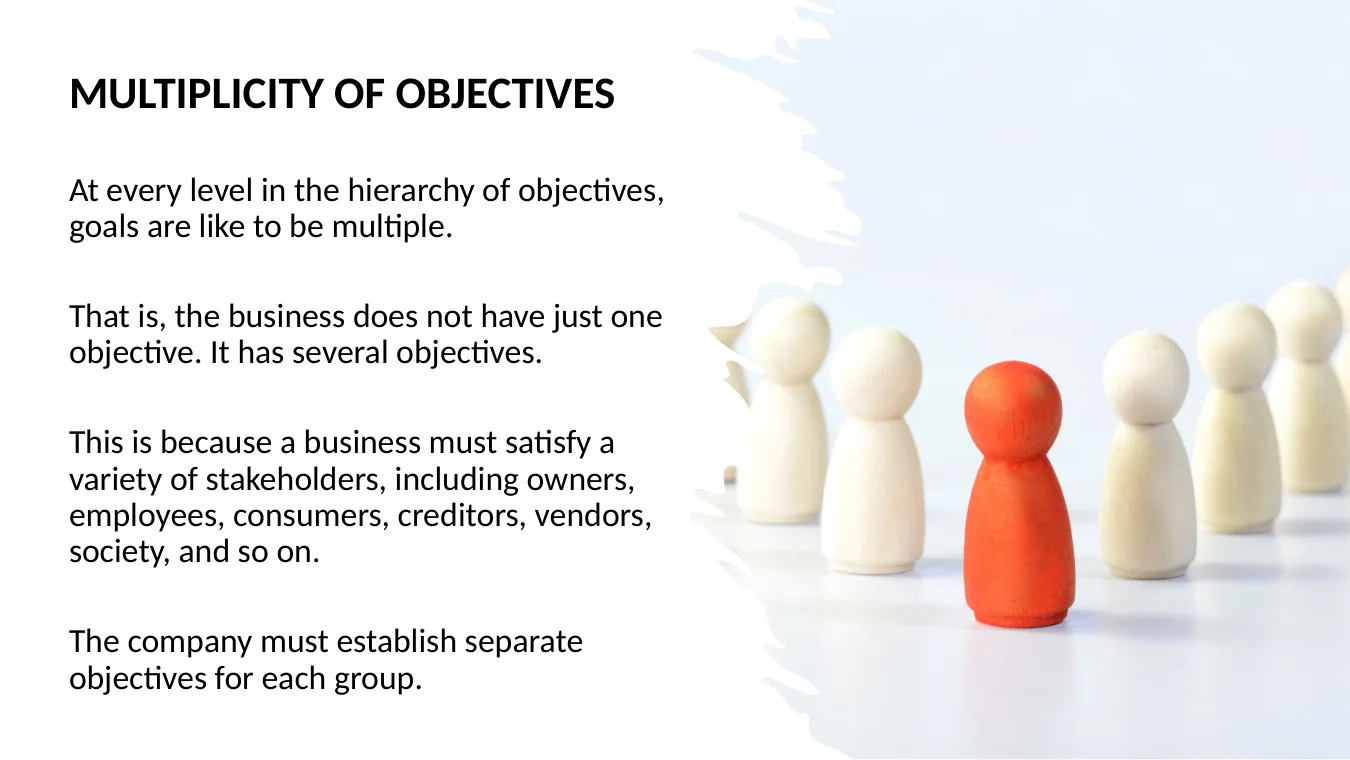 MULTIPLICITY OF OBJECTIVES
At every level in the hierarchy of objectives,
goals are like to be multiple.
That is, the business does not have just one
objective. It has several objectives.
This is because a business must satisfy a
variety of stakeholders, including owners,
employees, consumers, creditors, vendors,
society, and so on.
The company must establish separate
objectives for each group.